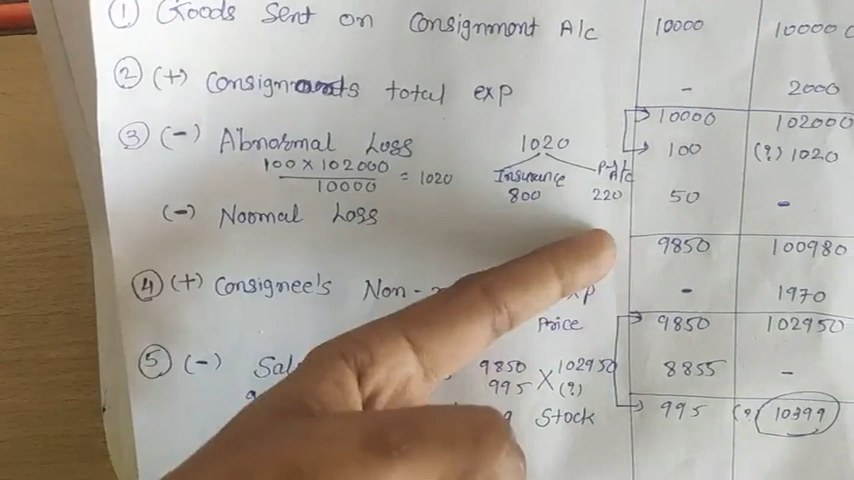 ① Goods Sent on Consignment A/c 10000 10000 0
② (+) Consignants total exp - 2000
10000 102000
③ (-) Abnormal Loss 1020 100 (?) 1020
100 X 102000 / 10000 = 1020 Insurance P-A/c
800 220
(-) Normal Loss 50 -
9850 100980
④ (+) Consignee's Non - - 1970
Price 9850 102950
⑤ (-) 9850 X 102950 8855 -
995 (?)
Stock 995 (?) 10399